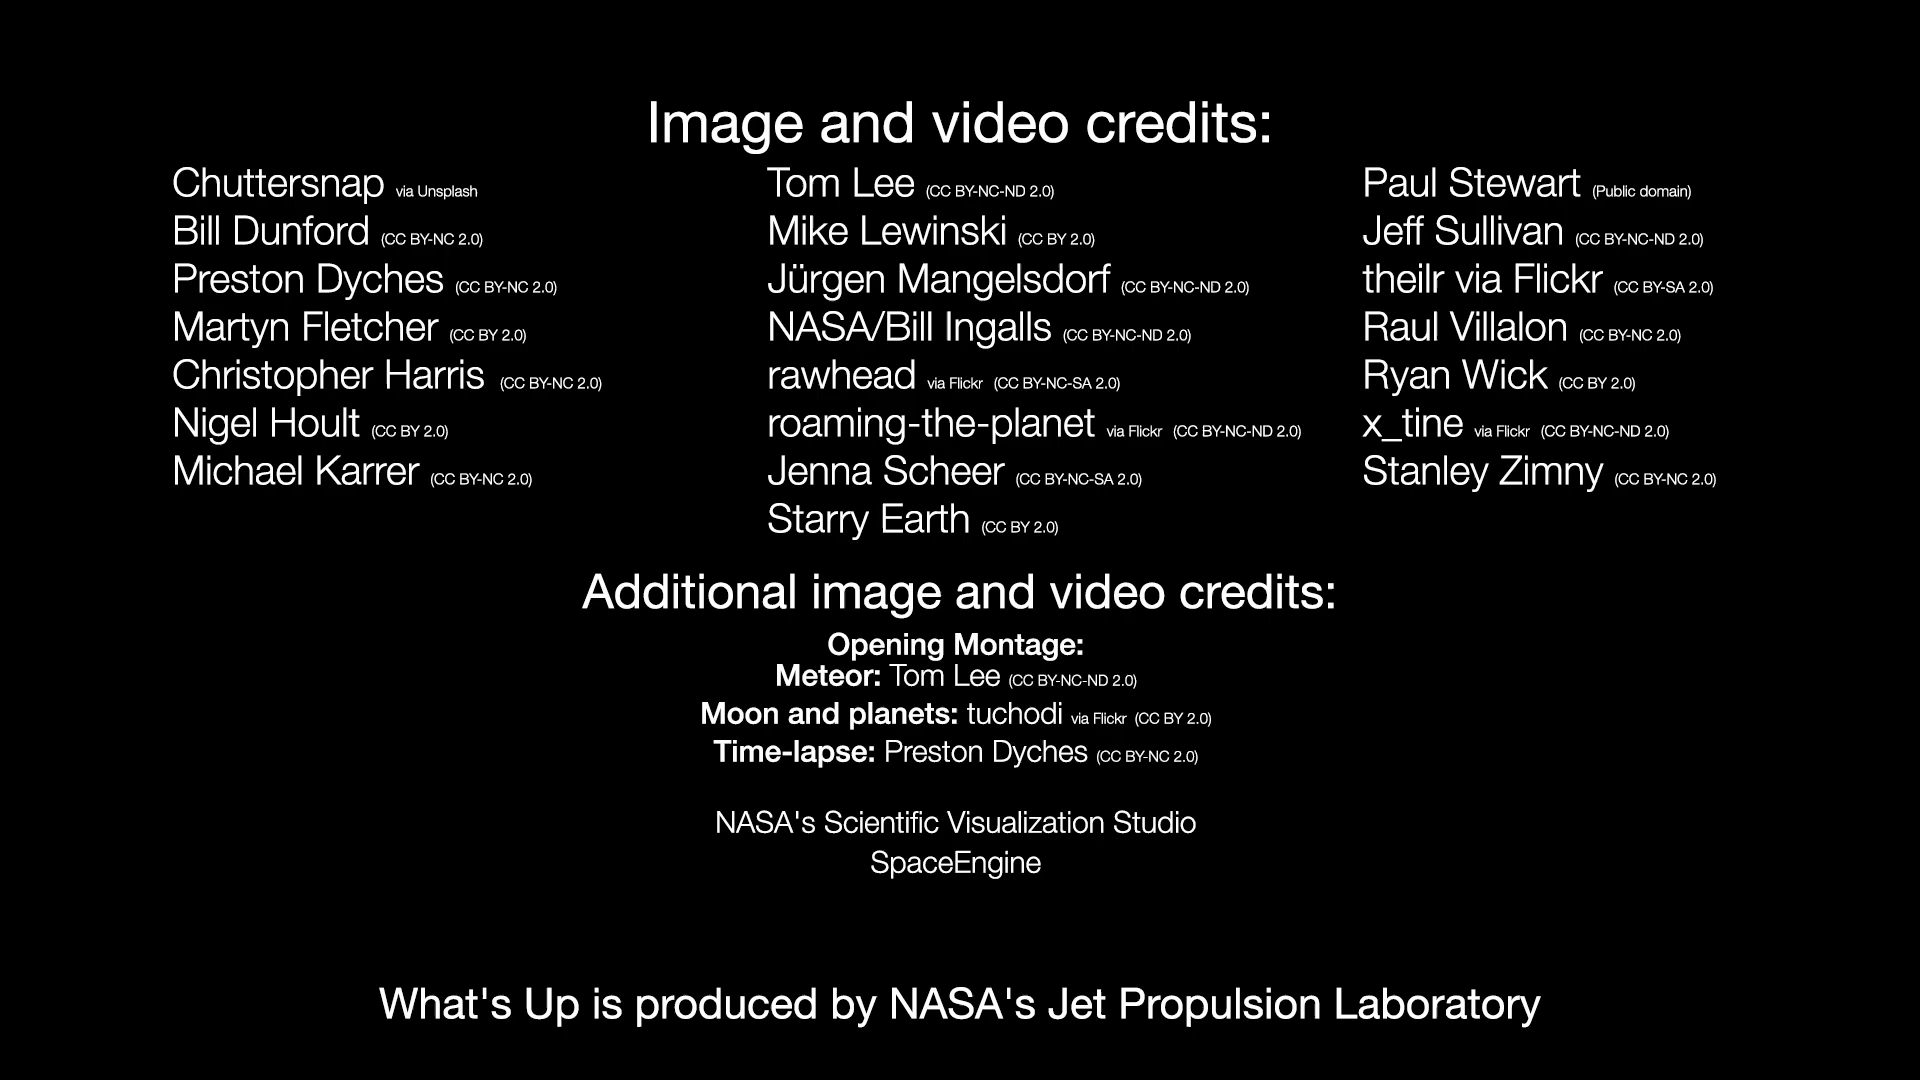 Image and video credits:
Chuttersnap via Unsplash
Bill Dunford (CC BY-NC 2.0)
Preston Dyches (CC BY-NC 2.0)
Martyn Fletcher (CC BY 2.0)
Christopher Harris (CC BY-NC 2.0)
Nigel Hoult (CC BY 2.0)
Michael Karrer (CC BY-NC 2.0)
Tom Lee (CC BY-NC-ND 2.0)
Mike Lewinski (CC BY 2.0)
Jürgen Mangelsdorf (CC BY-NC-ND 2.0)
NASA/Bill Ingalls (CC BY-NC-ND 2.0)
rawhead via Flickr (CC BY-NC-SA 2.0)
roaming-the-planet via Flickr (CC BY-NC-ND 2.0)
Jenna Scheer (CC BY-NC-SA 2.0)
Starry Earth (CC BY 2.0)
Paul Stewart (Public domain)
Jeff Sullivan (CC BY-NC-ND 2.0)
theilr via Flickr (CC BY-SA 2.0)
Raul Villalon (CC BY-NC 2.0)
Ryan Wick (CC BY 2.0)
x_tine via Flickr (CC BY-NC-ND 2.0)
Stanley Zimny (CC BY-NC 2.0)
Additional image and video credits:
Opening Montage:
Meteor: Tom Lee (CC BY-NC-ND 2.0)
Moon and planets: tuchodi via Flickr (CC BY 2.0)
Time-lapse: Preston Dyches (CC BY-NC 2.0)
NASA's Scientific Visualization Studio
SpaceEngine
What's Up is produced by NASA's Jet Propulsion Laboratory